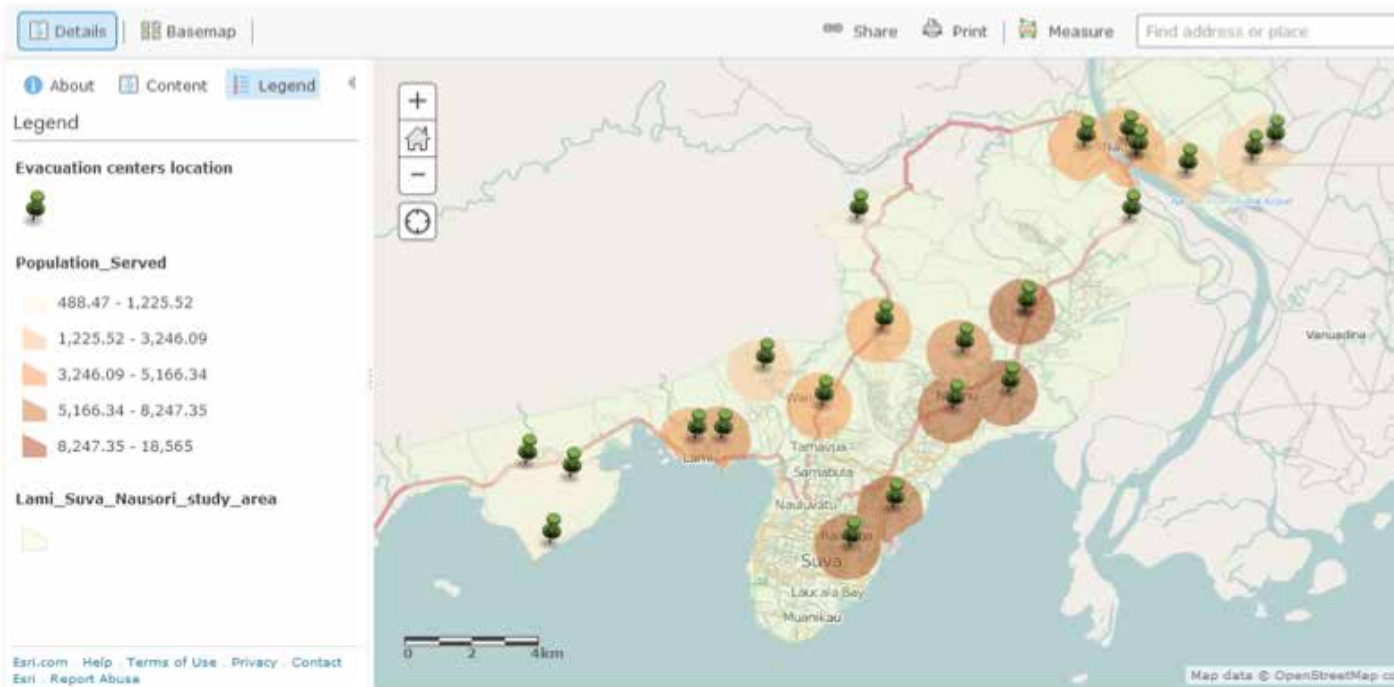 Details
Basemap
Share
Print
Measure
Find address or place
About
Content
Legend
Legend
Evacuation centers location
Population_Served
488.47 - 1,225.52
1,225.52 - 3,246.09
3,246.09 - 5,166.34
5,166.34 - 8,247.35
8,247.35 - 18,565
Lami_Suva_Nausori_study_area
Esri.com . Help . Terms of Use . Privacy . Contact
Esri . Report Abuse
+
−
Vanuadina
Lami
Tamavua -
Samabula
Nauluvatu
Suva
Laucala Bay
Muanikau
0 2 4km
Map data © OpenStreetMap co